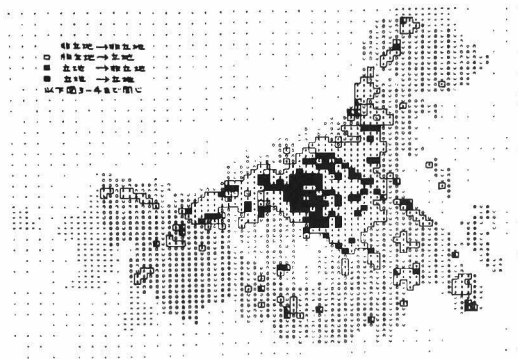 非立地 → 非立地
□ 非立地 → 立地
■ 立地 → 非立地
■ 立地 → 立地
以下図3-4まで同じ